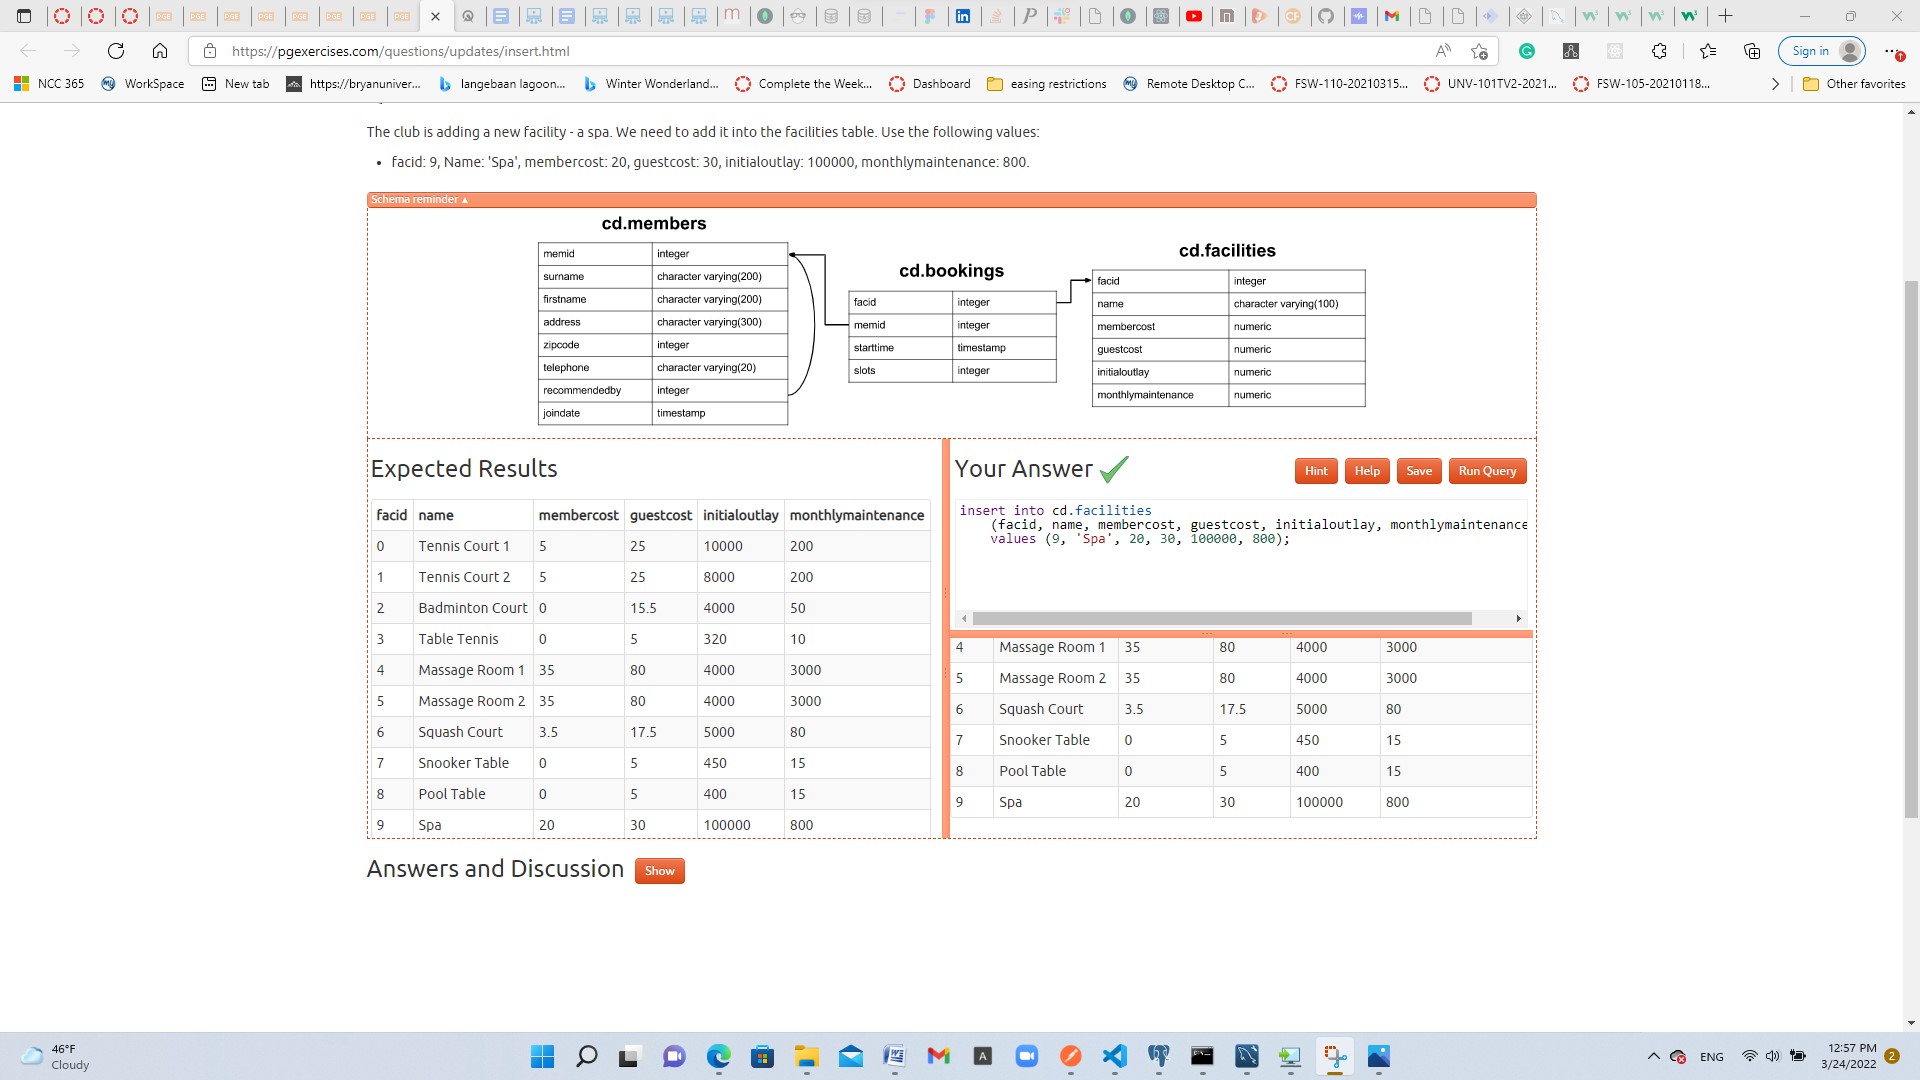 https://pgexercises.com/questions/updates/insert.html
Sign in
NCC 365
WorkSpace
New tab
https://bryanuniver...
langebaan lagoon...
Winter Wonderland...
Complete the Week...
Dashboard
easing restrictions
Remote Desktop C...
FSW-110-20210315...
UNV-101TV2-2021...
FSW-105-20210118...
Other favorites
The club is adding a new facility - a spa. We need to add it into the facilities table. Use the following values:
• facid: 9, Name: 'Spa', membercost: 20, guestcost: 30, initialoutlay: 100000, monthlymaintenance: 800.
Schema reminder ▴
cd.members
memid integer
surname character varying(200)
firstname character varying(200)
address character varying(300)
zipcode integer
telephone character varying(20)
recommendedby integer
joindate timestamp
cd.bookings
facid integer
memid integer
starttime timestamp
slots integer
cd.facilities
facid integer
name character varying(100)
membercost numeric
guestcost numeric
initialoutlay numeric
monthlymaintenance numeric
Expected Results
facid name membercost guestcost initialoutlay monthlymaintenance
0 Tennis Court 1 5 25 10000 200
1 Tennis Court 2 5 25 8000 200
2 Badminton Court 0 15.5 4000 50
3 Table Tennis 0 5 320 10
4 Massage Room 1 35 80 4000 3000
5 Massage Room 2 35 80 4000 3000
6 Squash Court 3.5 17.5 5000 80
7 Snooker Table 0 5 450 15
8 Pool Table 0 5 400 15
9 Spa 20 30 100000 800
Your Answer
Hint Help Save Run Query
insert into cd.facilities
(facid, name, membercost, guestcost, initialoutlay, monthlymaintenance
values (9, 'Spa', 20, 30, 100000, 800);
4 Massage Room 1 35 80 4000 3000
5 Massage Room 2 35 80 4000 3000
6 Squash Court 3.5 17.5 5000 80
7 Snooker Table 0 5 450 15
8 Pool Table 0 5 400 15
9 Spa 20 30 100000 800
Answers and Discussion Show
46°F
Cloudy
ENG
12:57 PM
3/24/2022
2